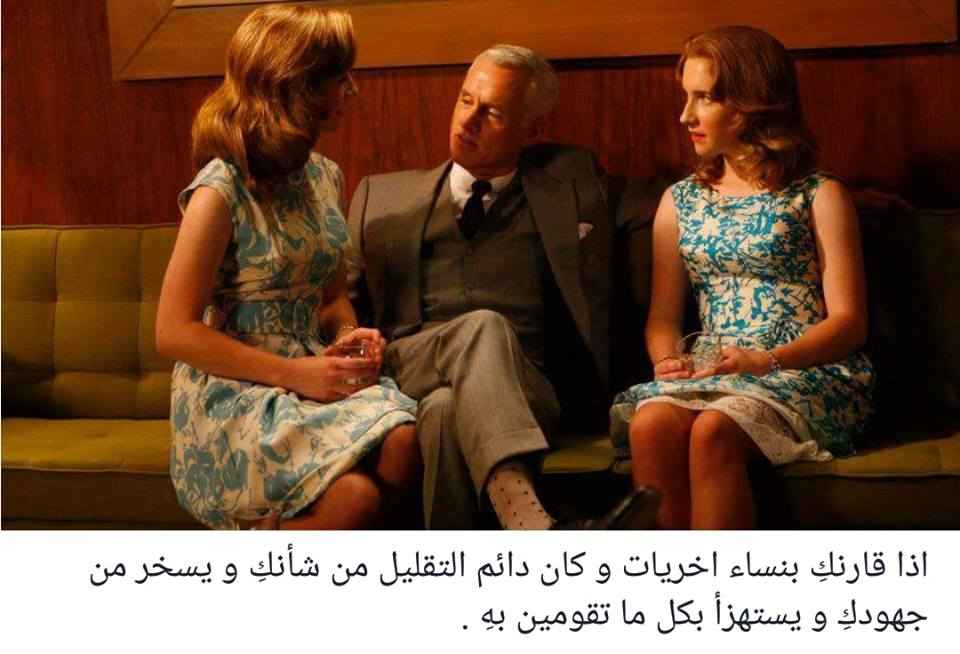 اذا قارنكِ بنساء اخريات و كان دائم التقليل من شأنكِ و يسخر من
جهودكِ و يستهزأ بكل ما تقومين بهِ .